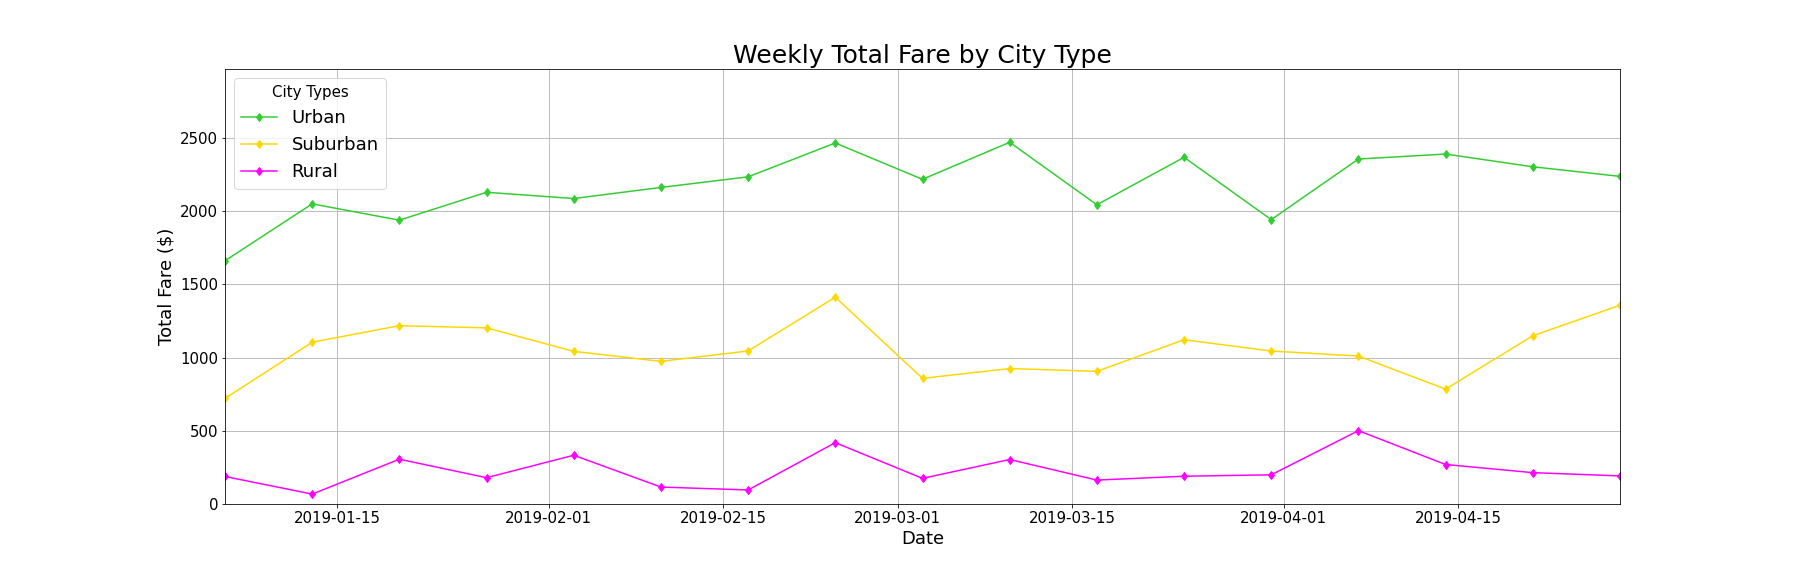 Weekly Total Fare by City Type
City Types
Urban
Suburban
Rural
Total Fare ($)
2500
2000
1500
1000
500
0
2019-01-15 2019-02-01 2019-02-15 2019-03-01 2019-03-15 2019-04-01 2019-04-15
Date